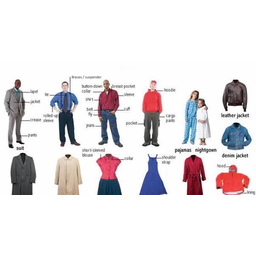 Braces / suspender
button-down
collar
breast pocket
hoodie
lapel
tie
shirt
sleeve
jacket
belt
cuff
leather jacket
rolled-up
sleeve
fly
jacket
crease
jeans
cargo
pants
pants
pajamas
nightgown
suit
denim jacket
short-sleeved
blouse
collar
shoulder
strap
hood
lining